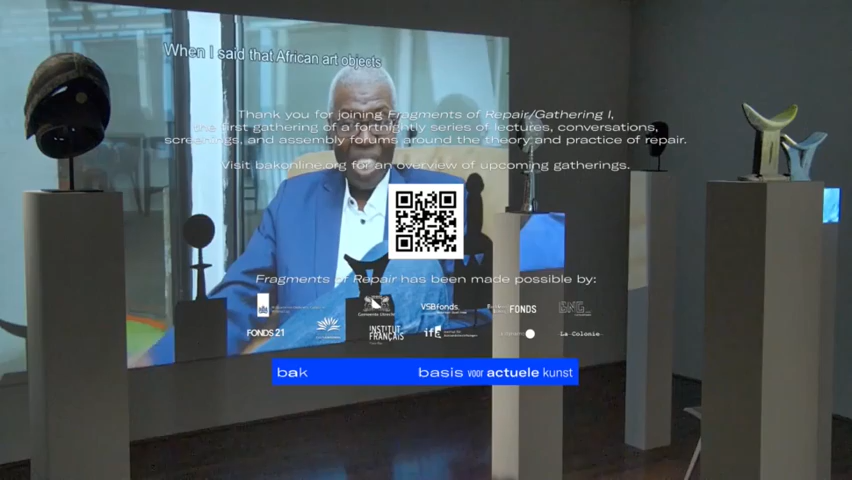 When I said that African art objects
Thank you for joining Fragments of Repair/Gathering I,
the first gathering of a fortnightly series of lectures, conversations,
screenings, and assembly forums around the theory and practice of repair.
Visit bakonline.org for an overview of upcoming gatherings.
Fragments of Repair has been made possible by:
Gemeente Utrecht
VSBfonds,
FONDS
FONDS 21
INSTITUT
FRANÇAIS
ifa
La Colonie
bak basis voor actuele kunst